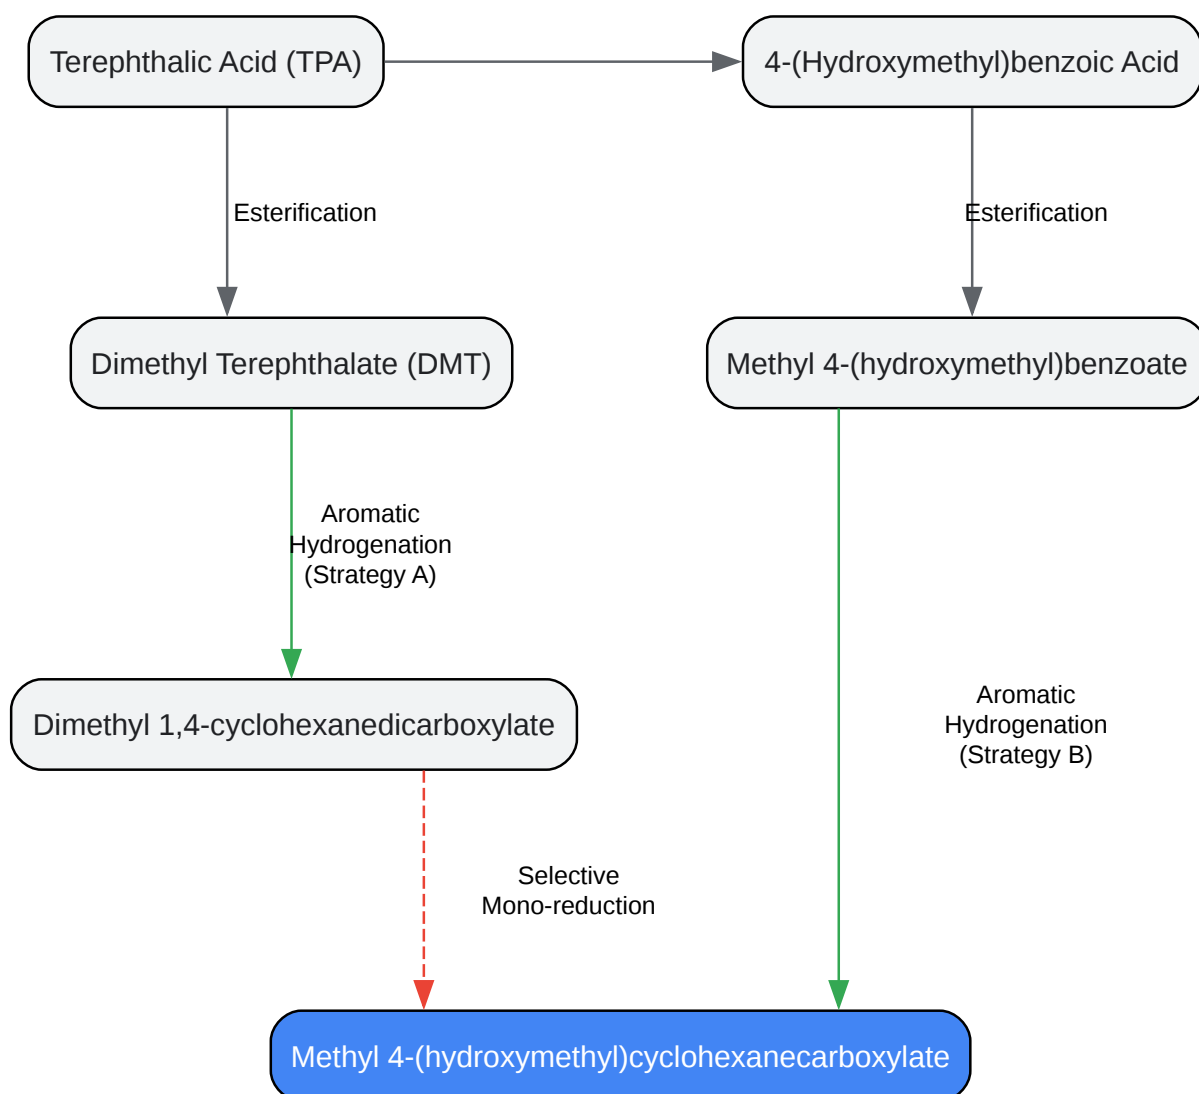 Terephthalic Acid (TPA)
4-(Hydroxymethyl)benzoic Acid
Esterification
Esterification
Dimethyl Terephthalate (DMT)
Methyl 4-(hydroxymethyl)benzoate
Aromatic
Hydrogenation
(Strategy A)
Dimethyl 1,4-cyclohexanedicarboxylate
Aromatic
Hydrogenation
(Strategy B)
Selective
Mono-reduction
Methyl 4-(hydroxymethyl)cyclohexanecarboxylate